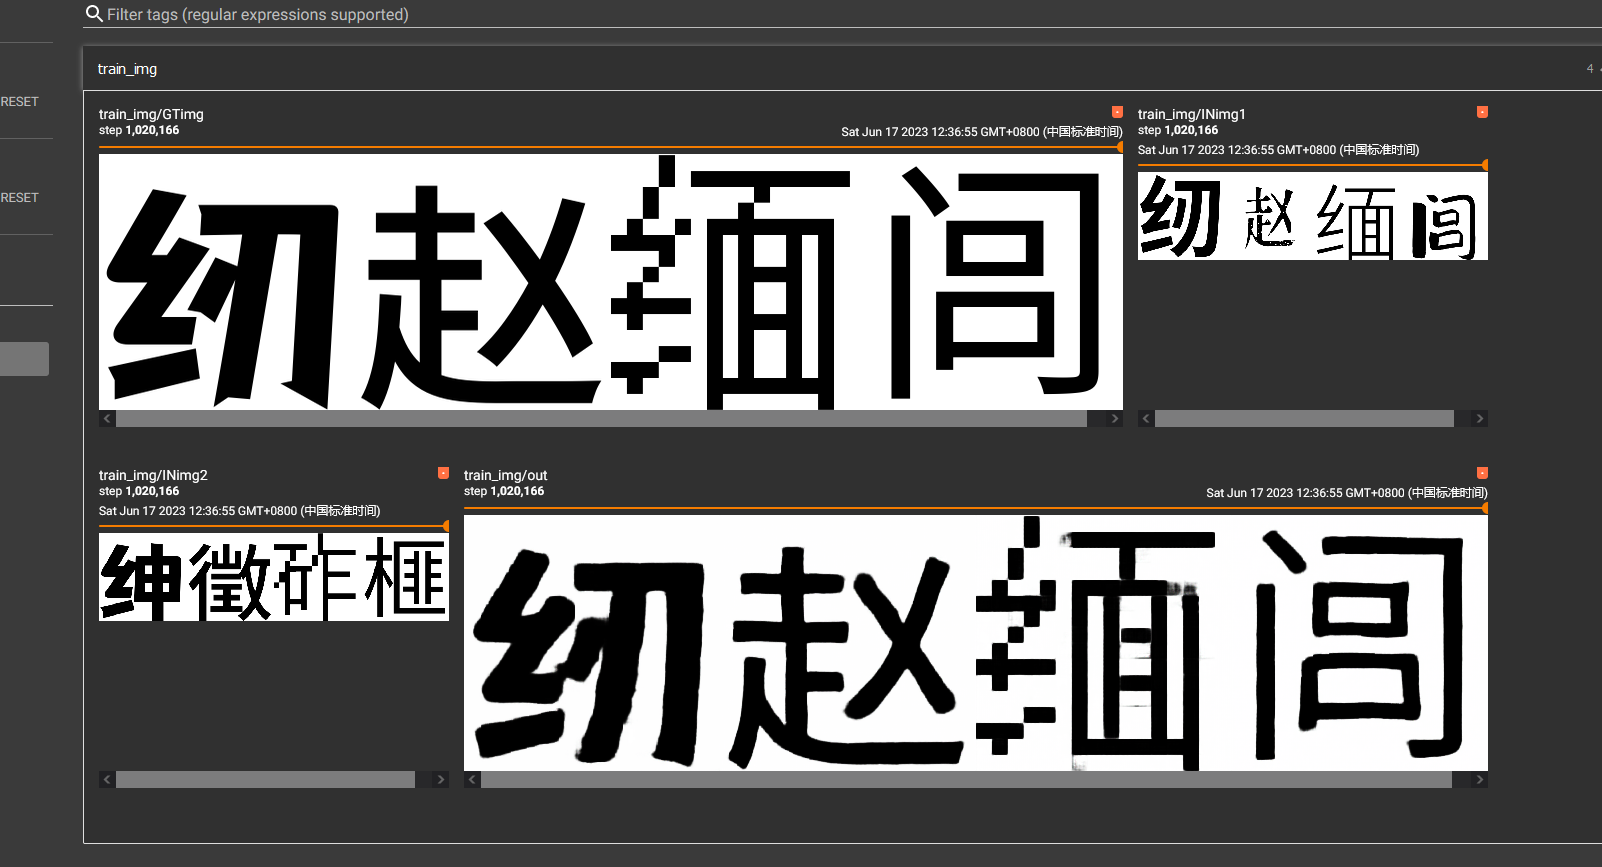 Filter tags (regular expressions supported)
train_img
4
RESET
RESET
train_img/GTimg
step 1,020,166
Sat Jun 17 2023 12:36:55 GMT+0800 (中国标准时间)
纫赵缅闾
train_img/INimg1
step 1,020,166
Sat Jun 17 2023 12:36:55 GMT+0800 (中国标准时间)
纫赵缅闾
train_img/INimg2
step 1,020,166
Sat Jun 17 2023 12:36:55 GMT+0800 (中国标准时间)
绅徵砟榧
train_img/out
step 1,020,166
Sat Jun 17 2023 12:36:55 GMT+0800 (中国标准时间)
纫赵缅闾